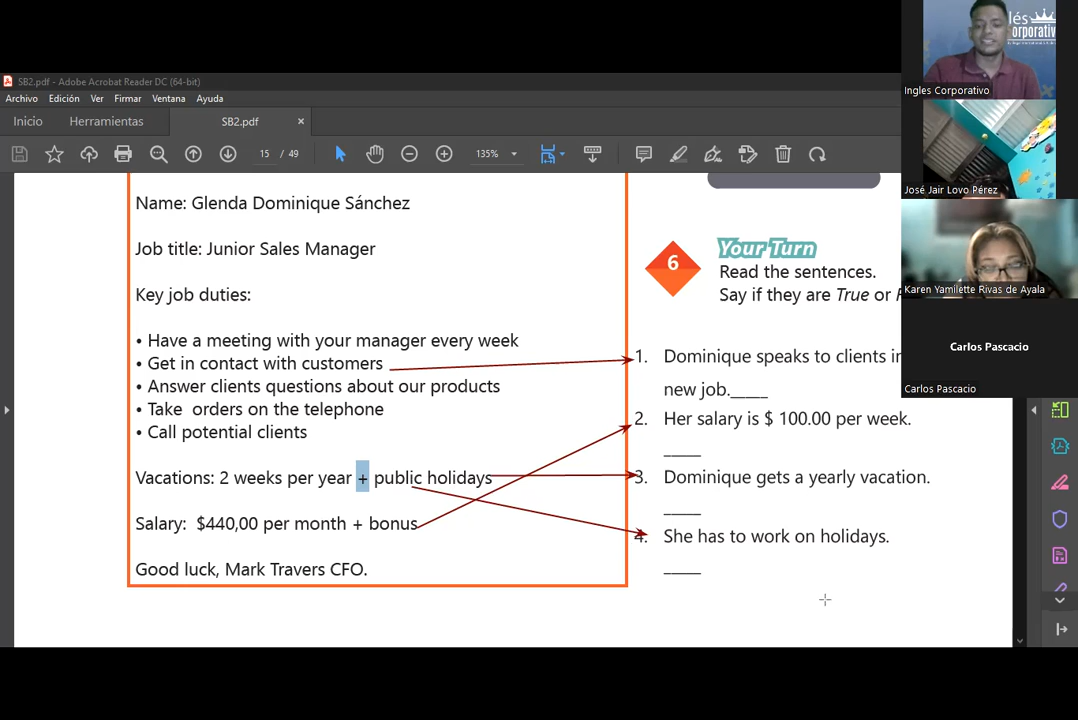 SB2.pdf - Adobe Acrobat Reader DC (64-bit)
Archivo Edición Ver Firmar Ventana Ayuda
Inicio Herramientas SB2.pdf ×
15 / 49 135%
Name: Glenda Dominique Sánchez
Job title: Junior Sales Manager
Key job duties:
• Have a meeting with your manager every week
• Get in contact with customers
• Answer clients questions about our products
• Take orders on the telephone
• Call potential clients
Vacations: 2 weeks per year + public holidays
Salary: $440,00 per month + bonus
Good luck, Mark Travers CFO.
6 Your Turn
Read the sentences.
Say if they are True or
1. Dominique speaks to clients in
new job._____
2. Her salary is $ 100.00 per week.
_____
3. Dominique gets a yearly vacation.
_____
4. She has to work on holidays.
_____
Ingles Corporativo
José Jair Lovo Pérez
Karen Yamilette Rivas de Ayala
Carlos Pascacio
Carlos Pascacio